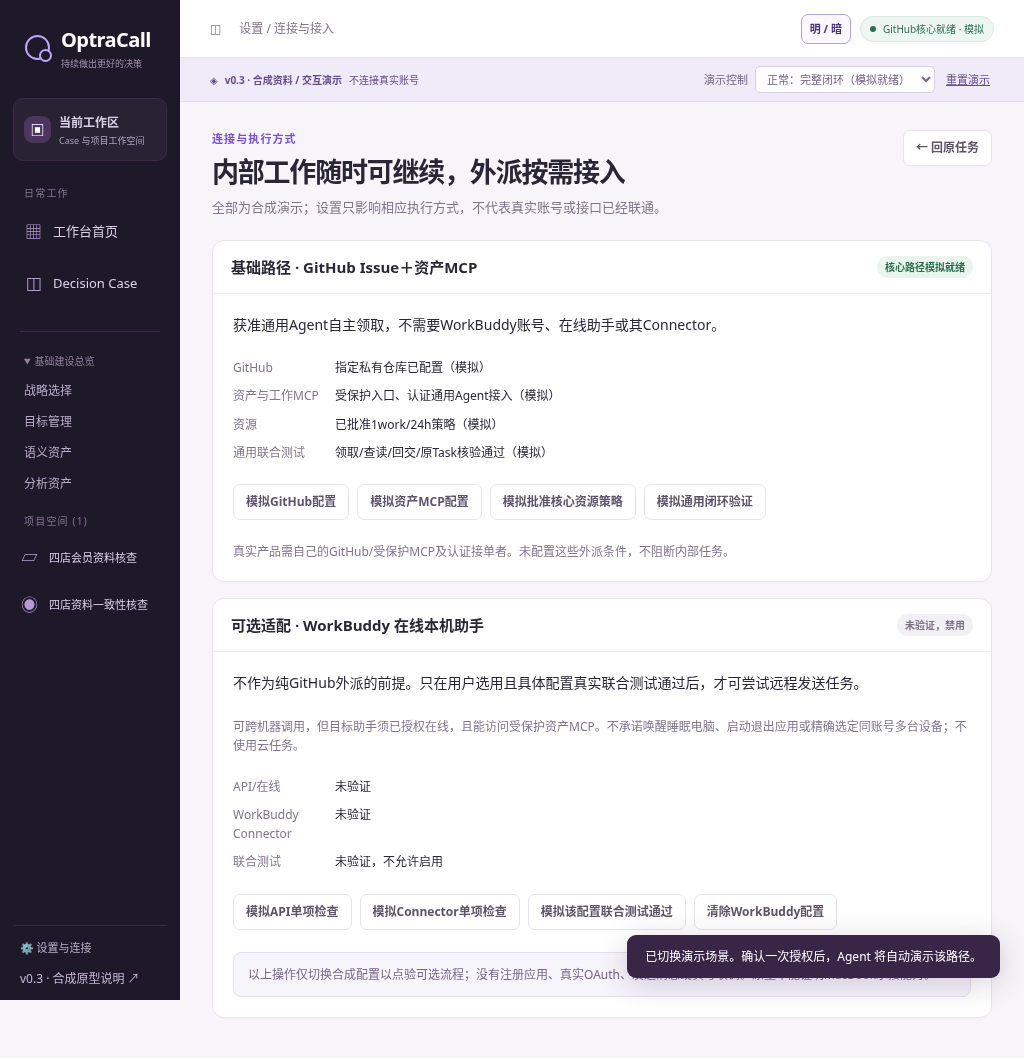 OptraCall
持续做出更好的决策
当前工作区
Case 与项目工作空间
日常工作
工作台首页
Decision Case
▼ 基础建设总览
战略选择
目标管理
语义资产
分析资产
项目空间 (1)
四店会员资料核查
四店资料一致性核查
设置与连接
v0.3 · 合成原型说明 ↗
设置 / 连接与接入
明 / 暗
GitHub核心就绪 · 模拟
v0.3 · 合成资料 / 交互演示 不连接真实账号
演示控制
正常：完整闭环（模拟就绪）
重置演示
连接与执行方式
内部工作随时可继续，外派按需接入
全部为合成演示；设置只影响相应执行方式，不代表真实账号或接口已经联通。
← 回原任务
基础路径 · GitHub Issue＋资产MCP
核心路径模拟就绪
获准通用Agent自主领取，不需要WorkBuddy账号、在线助手或其Connector。
GitHub 指定私有仓库已配置（模拟）
资产与工作MCP 受保护入口、认证通用Agent接入（模拟）
资源 已批准1work/24h策略（模拟）
通用联合测试 领取/查读/回交/原Task核验通过（模拟）
模拟GitHub配置
模拟资产MCP配置
模拟批准核心资源策略
模拟通用闭环验证
真实产品需自己的GitHub/受保护MCP及认证接单者。未配置这些外派条件，不阻断内部任务。
可选适配 · WorkBuddy 在线本机助手
未验证，禁用
不作为纯GitHub外派的前提。只在用户选用且具体配置真实联合测试通过后，才可尝试远程发送任务。
可跨机器调用，但目标助手须已授权在线，且能访问受保护资产MCP。不承诺唤醒睡眠电脑、启动退出应用或精确选定同账号多台设备；不
使用云任务。
API/在线 未验证
WorkBuddy
Connector 未验证
联合测试 未验证，不允许启用
模拟API单项检查
模拟Connector单项检查
模拟该配置联合测试通过
清除WorkBuddy配置
以上操作仅切换合成配置以点验可选流程；没有注册应用、真实OAuth、
已切换演示场景。确认一次授权后，Agent 将自动演示该路径。